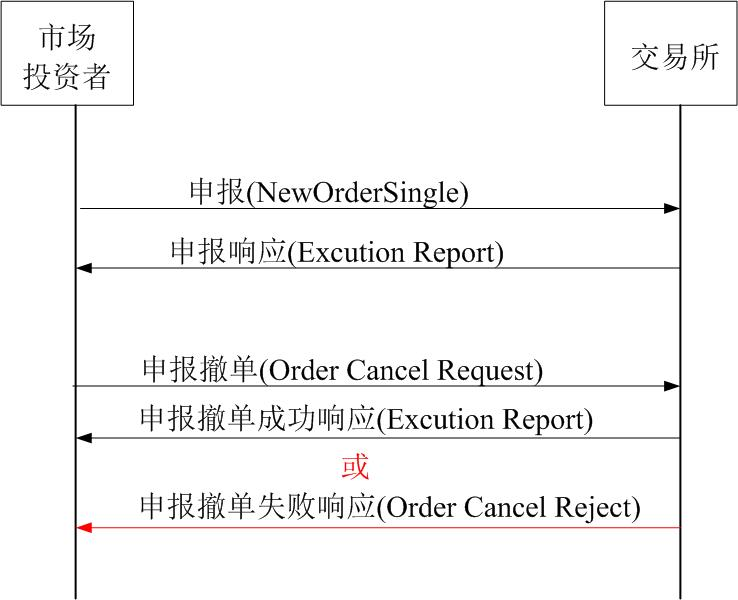 市场
投资者
交易所
申报(NewOrderSingle)
申报响应(Excution Report)
申报撤单(Order Cancel Request)
申报撤单成功响应(Excution Report)
或
申报撤单失败响应(Order Cancel Reject)